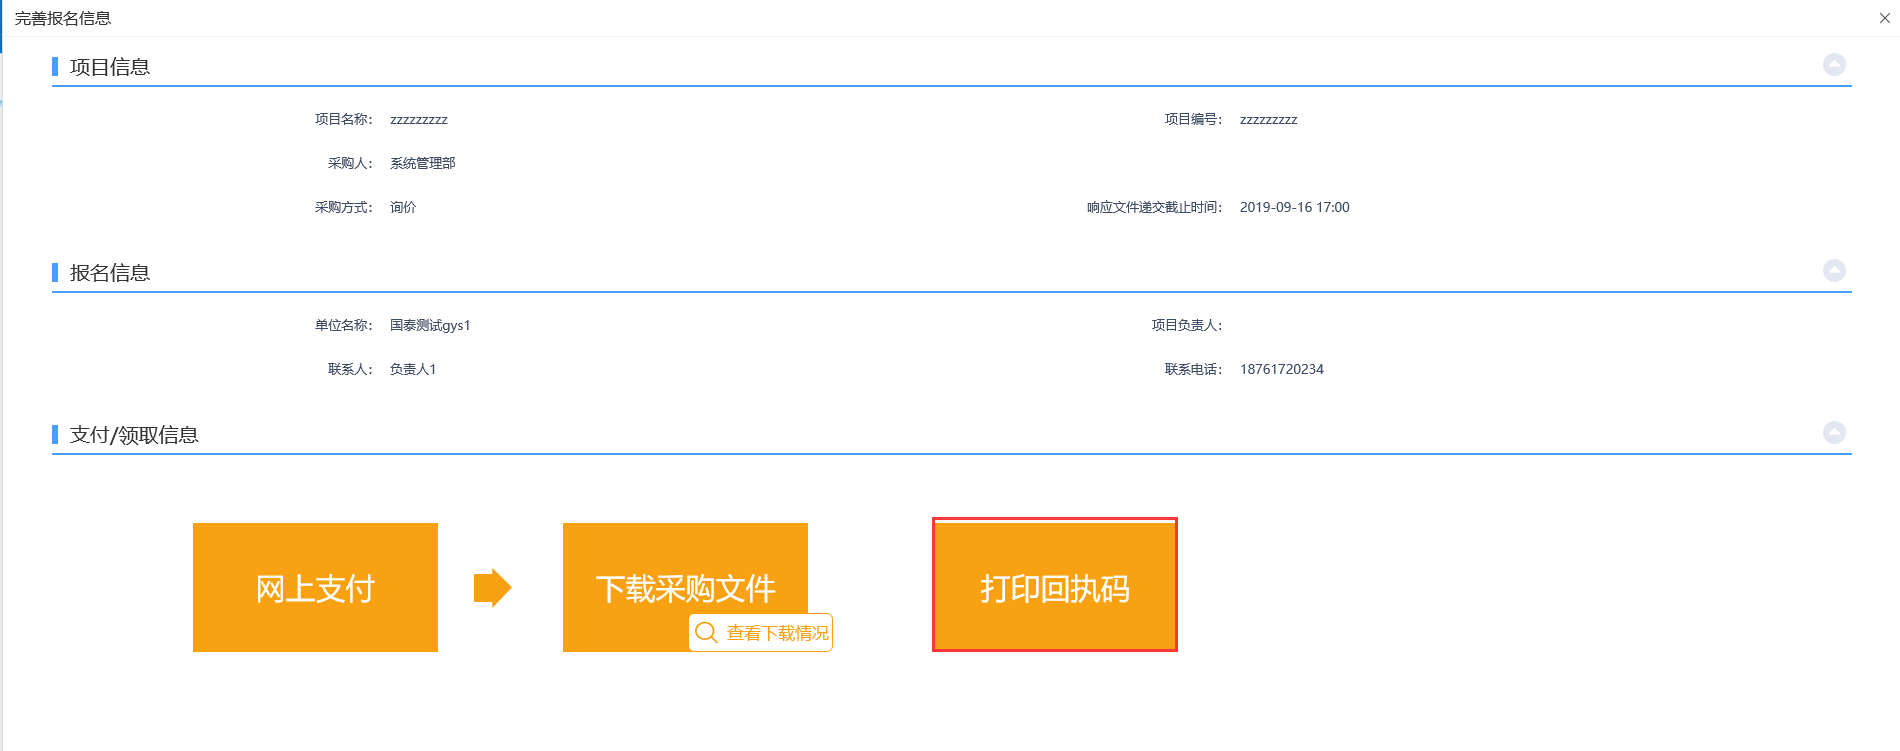 完善报名信息
项目信息
项目名称： zzzzzzzzz 项目编号： zzzzzzzzz
采购人： 系统管理部
采购方式： 询价 响应文件递交截止时间： 2019-09-16 17:00
报名信息
单位名称： 国泰测试gys1 项目负责人：
联系人： 负责人1 联系电话： 18761720234
支付/领取信息
网上支付 下载采购文件 打印回执码
查看下载情况